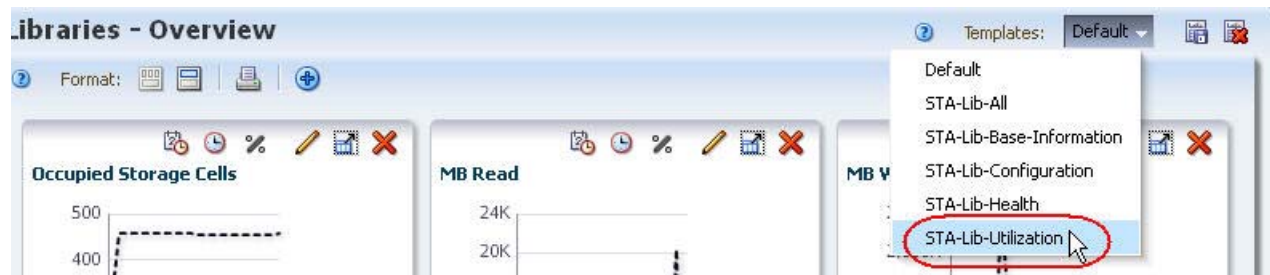 Libraries - Overview
Templates: Default
Format:
Default
STA-Lib-All
STA-Lib-Base-Information
STA-Lib-Configuration
STA-Lib-Health
STA-Lib-Utilization
Occupied Storage Cells
500
400
MB Read
24K
20K
MB